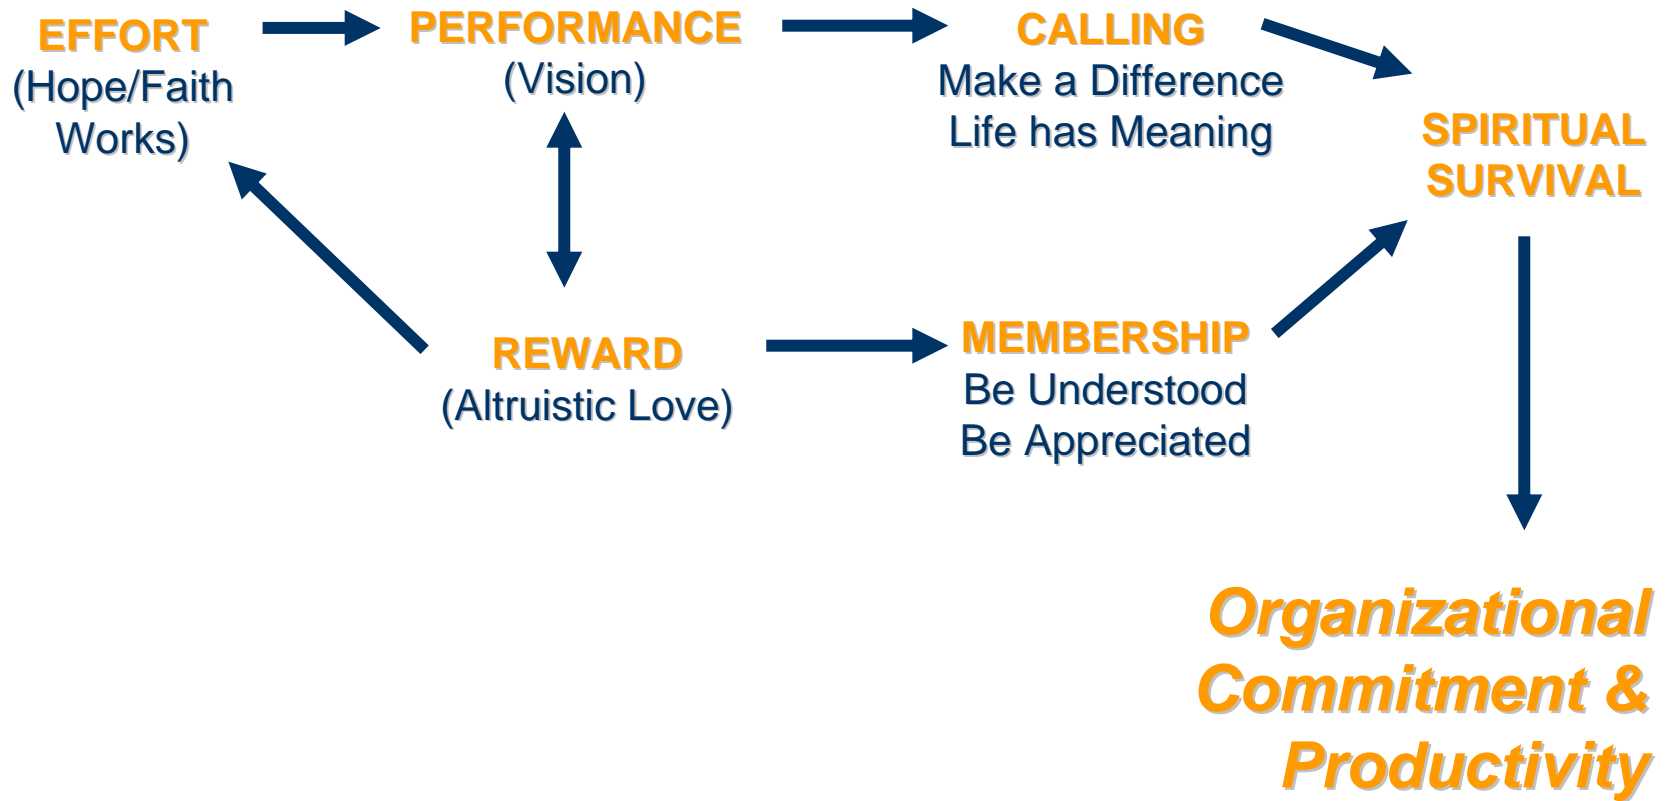 EFFORT
(Hope/Faith
Works)
PERFORMANCE
(Vision)
CALLING
Make a Difference
Life has Meaning
SPIRITUAL
SURVIVAL
REWARD
(Altruistic Love)
MEMBERSHIP
Be Understood
Be Appreciated
Organizational
Commitment &
Productivity